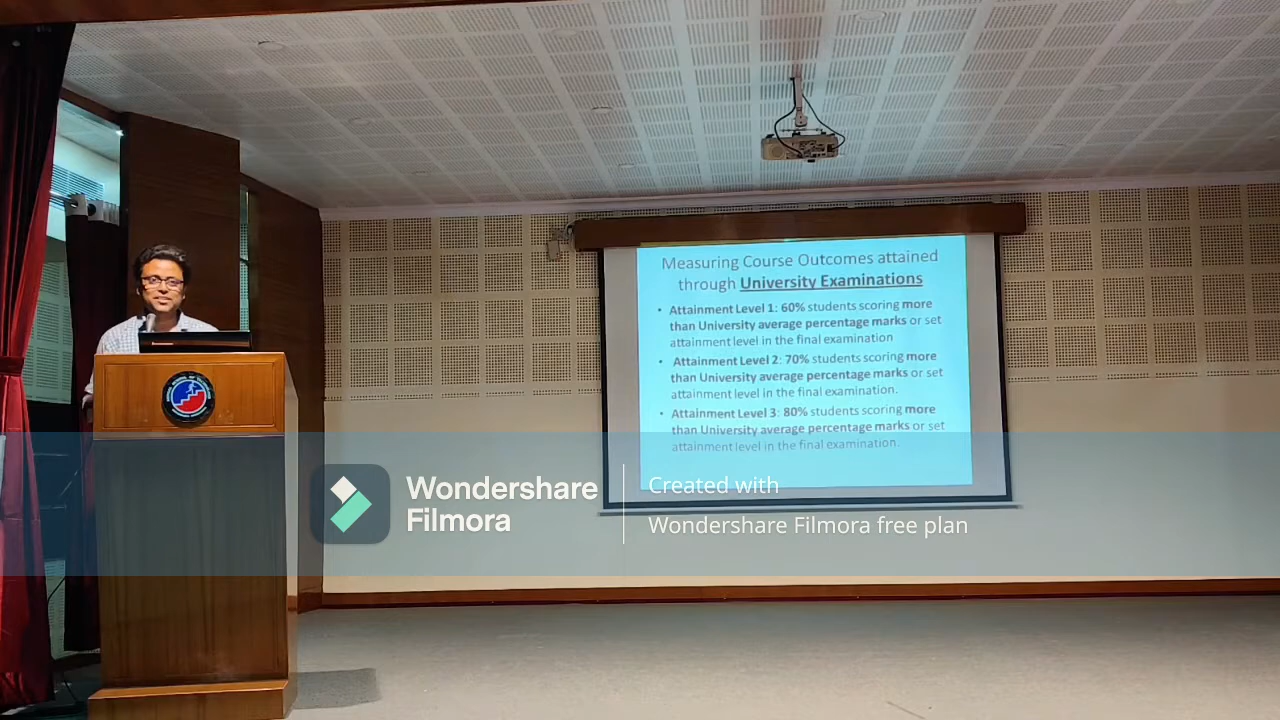 Measuring Course Outcomes attained
through University Examinations
• Attainment Level 1: 60% students scoring more
than University average percentage marks or set
attainment level in the final examination
• Attainment Level 2: 70% students scoring more
than University average percentage marks or set
attainment level in the final examination.
• Attainment Level 3: 80% students scoring more
than University average percentage marks or set
attainment level in the final examination.
Wondershare
Filmora
Created with
Wondershare Filmora free plan